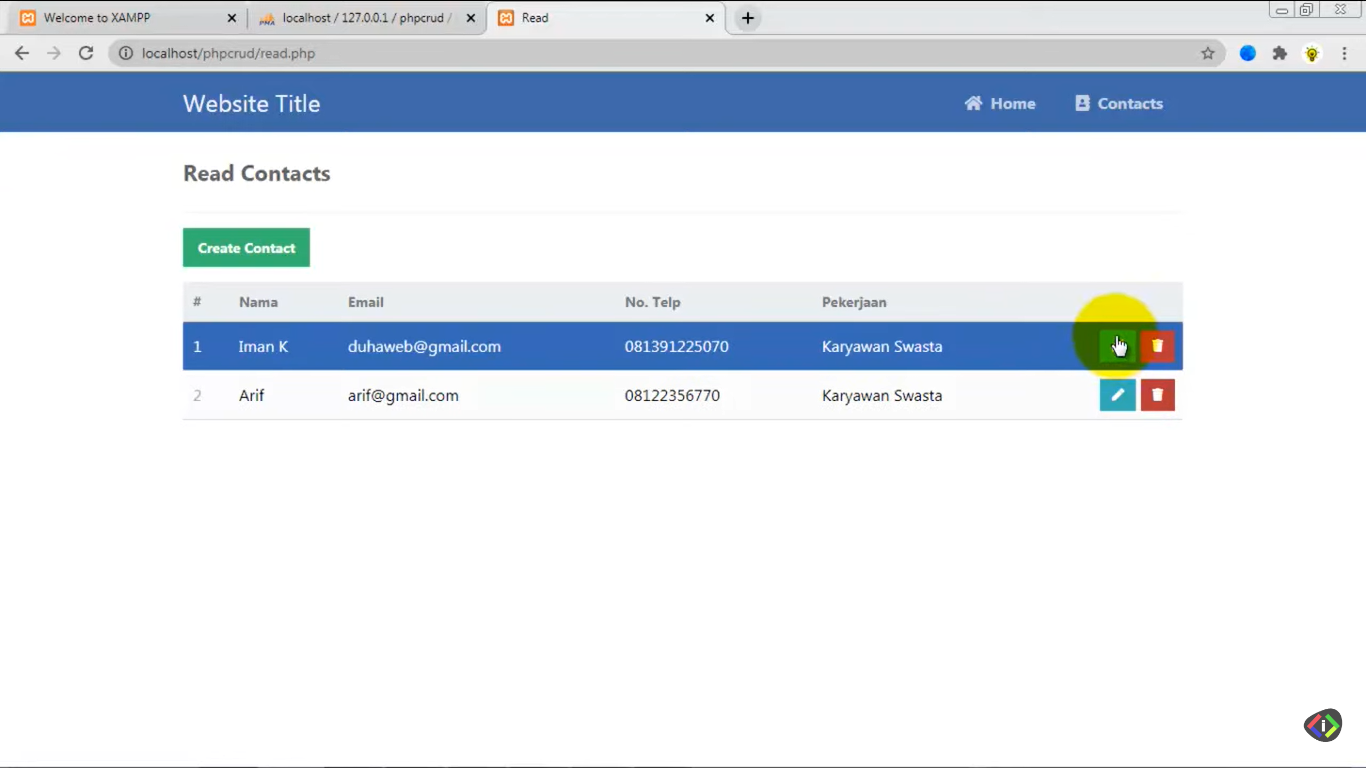 Welcome to XAMPP
localhost / 127.0.0.1 / phpcrud /
Read
localhost/phpcrud/read.php
Website Title
Home
Contacts
Read Contacts
Create Contact
# Nama Email No. Telp Pekerjaan
1 Iman K duhaweb@gmail.com 081391225070 Karyawan Swasta
2 Arif arif@gmail.com 08122356770 Karyawan Swasta